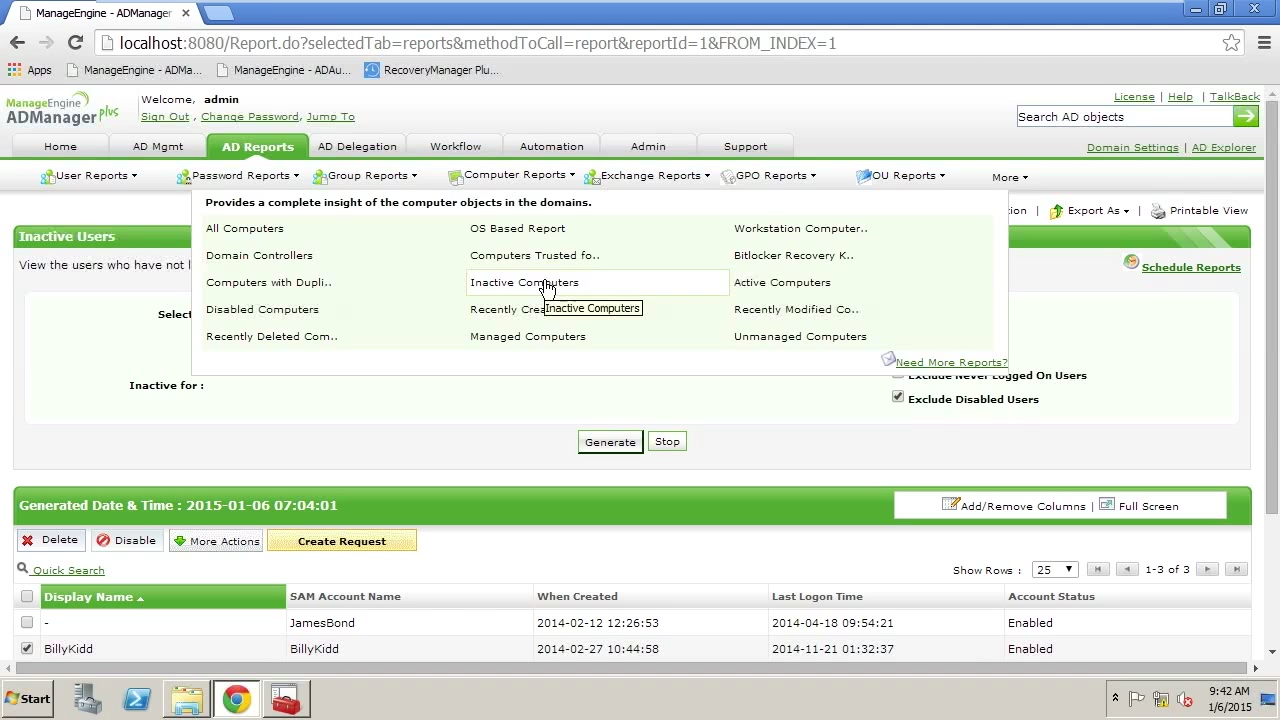 ManageEngine - ADManager
localhost:8080/Report.do?selectedTab=reports&methodToCall=report&reportId=1&FROM_INDEX=1
Apps ManageEngine - ADMa... ManageEngine - ADAu... RecoveryManager Plu...
ManageEngine
ADManager plus
Welcome, admin
Sign Out , Change Password, Jump To
License | Help | TalkBack
Search AD objects
Home AD Mgmt AD Reports AD Delegation Workflow Automation Admin Support
Domain Settings | AD Explorer
User Reports Password Reports Group Reports Computer Reports Exchange Reports GPO Reports OU Reports More
Provides a complete insight of the computer objects in the domains.
All Computers OS Based Report Workstation Computer..
Domain Controllers Computers Trusted fo.. Bitlocker Recovery K..
Computers with Dupli.. Inactive Computers Active Computers
Disabled Computers Recently Crea Inactive Computers Recently Modified Co..
Recently Deleted Com.. Managed Computers Unmanaged Computers
Need More Reports?
Export As | Printable View
Inactive Users
View the users who have not l
Schedule Reports
Select
Inactive for :
Exclude Never Logged On Users
Exclude Disabled Users
Generate Stop
Generated Date & Time : 2015-01-06 07:04:01
Add/Remove Columns | Full Screen
Delete Disable More Actions Create Request
Quick Search
Show Rows : 25 1-3 of 3
Display Name SAM Account Name When Created Last Logon Time Account Status
- JamesBond 2014-02-12 12:26:53 2014-04-18 09:54:21 Enabled
BillyKidd BillyKidd 2014-02-27 10:44:58 2014-11-21 01:32:37 Enabled
Start
9:42 AM
1/6/2015